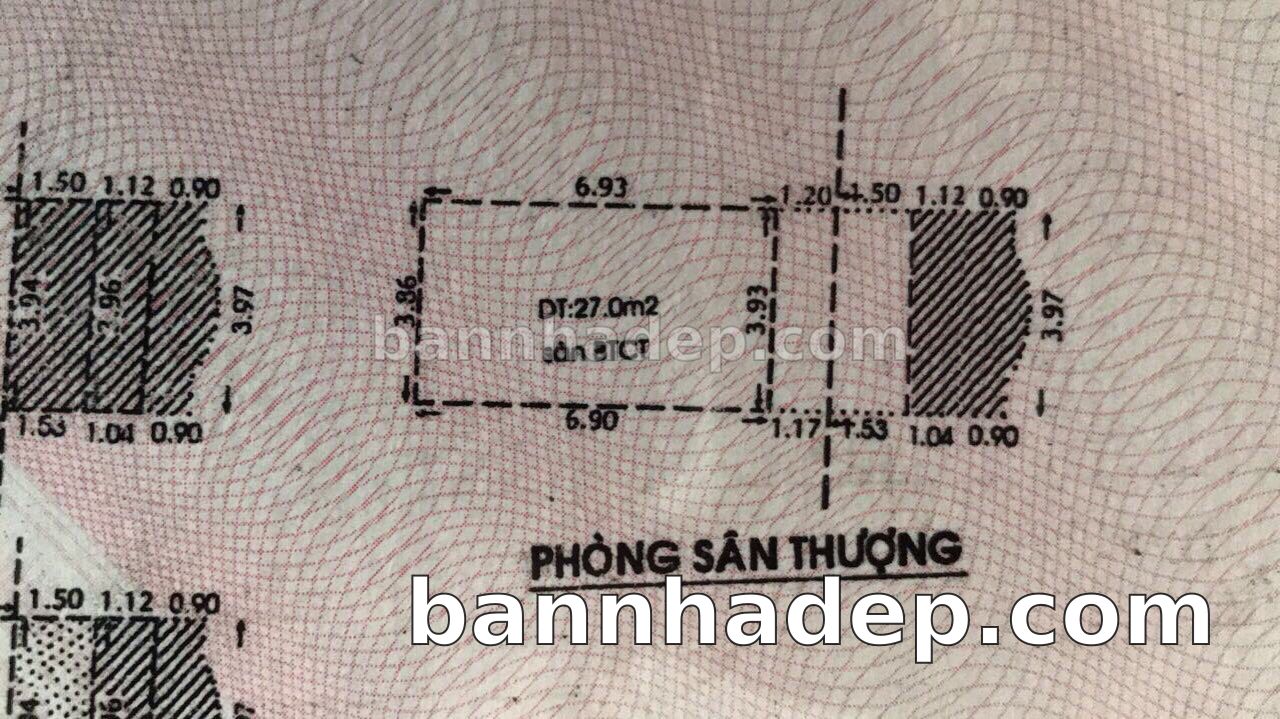 1.50 1.12 0.90
6.93
1.20 1.50 1.12 0.90
3.94
3.97
3.86
DT:27.0m2
3.93
3.97
sân BTCT
bannhadep.com
1.53 1.04 0.90
6.90
1.17 1.53 1.04 0.90
PHÒNG SÂN THƯỢNG
bannhadep.com
1.50 1.12 0.90